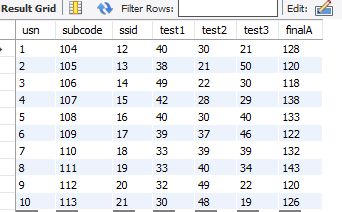 Result Grid Filter Rows: Edit:
usn subcode ssid test1 test2 test3 finalA
1 104 12 40 30 21 128
2 105 13 38 21 50 120
3 106 14 49 22 30 118
4 107 15 42 28 29 138
5 108 16 40 30 40 133
6 109 17 39 37 46 122
7 110 18 33 39 39 132
8 111 19 33 40 34 143
9 112 20 32 49 22 120
10 113 21 30 48 19 126